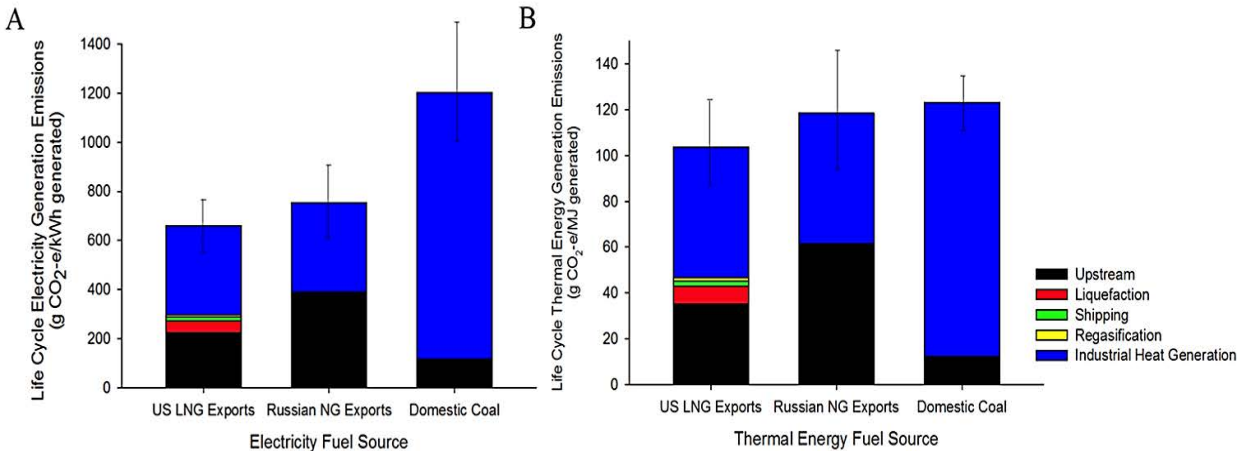 A
Life Cycle Electricity Generation Emissions
(g CO2-e/kWh generated)
1400
1200
1000
800
600
400
200
0
US LNG Exports
Russian NG Exports
Domestic Coal
Electricity Fuel Source
B
Life Cycle Thermal Energy Generation Emissions
(g CO2-e/MJ generated)
140
120
100
80
60
40
20
0
US LNG Exports
Russian NG Exports
Domestic Coal
Thermal Energy Fuel Source
Upstream
Liquefaction
Shipping
Regasification
Industrial Heat Generation